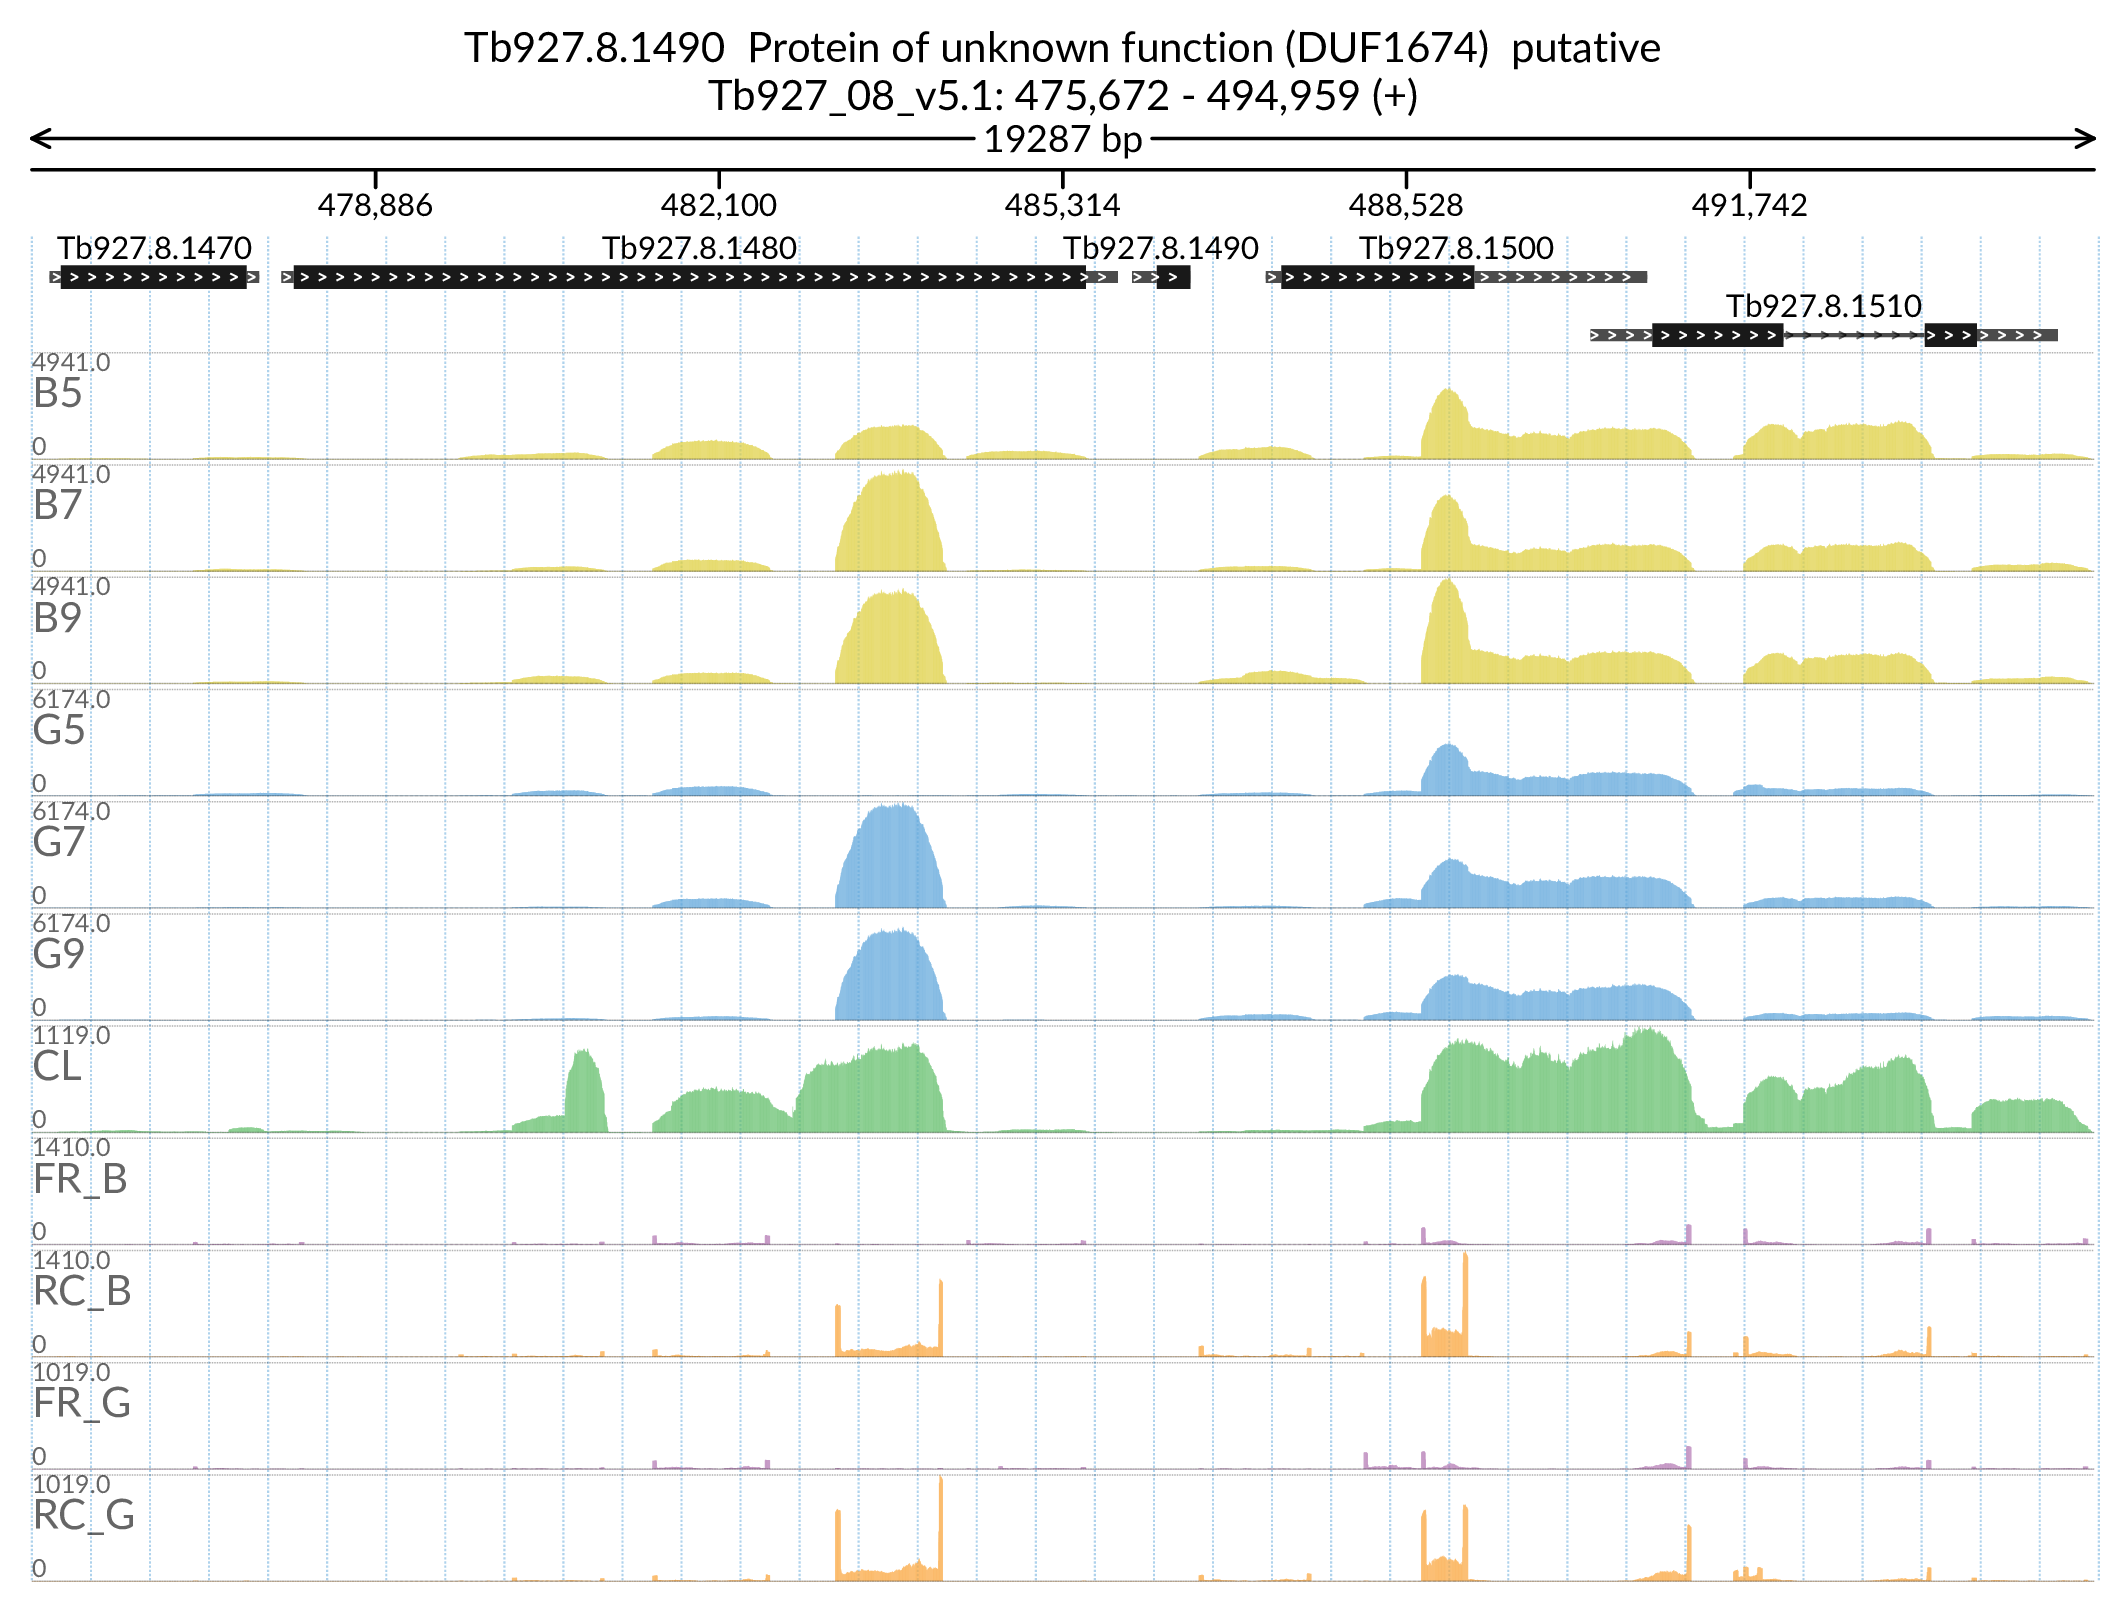 Tb927.8.1490  Protein of unknown function (DUF1674)  putative
Tb927_08_v5.1: 475,672 - 494,959 (+)
19287 bp
478,886 482,100 485,314 488,528 491,742
Tb927.8.1470 Tb927.8.1480 Tb927.8.1490 Tb927.8.1500
Tb927.8.1510
4941.0
B5
0
4941.0
B7
0
4941.0
B9
0
6174.0
G5
0
6174.0
G7
0
6174.0
G9
0
1119.0
CL
0
1410.0
FR_B
0
1410.0
RC_B
0
1019.0
FR_G
0
1019.0
RC_G
0